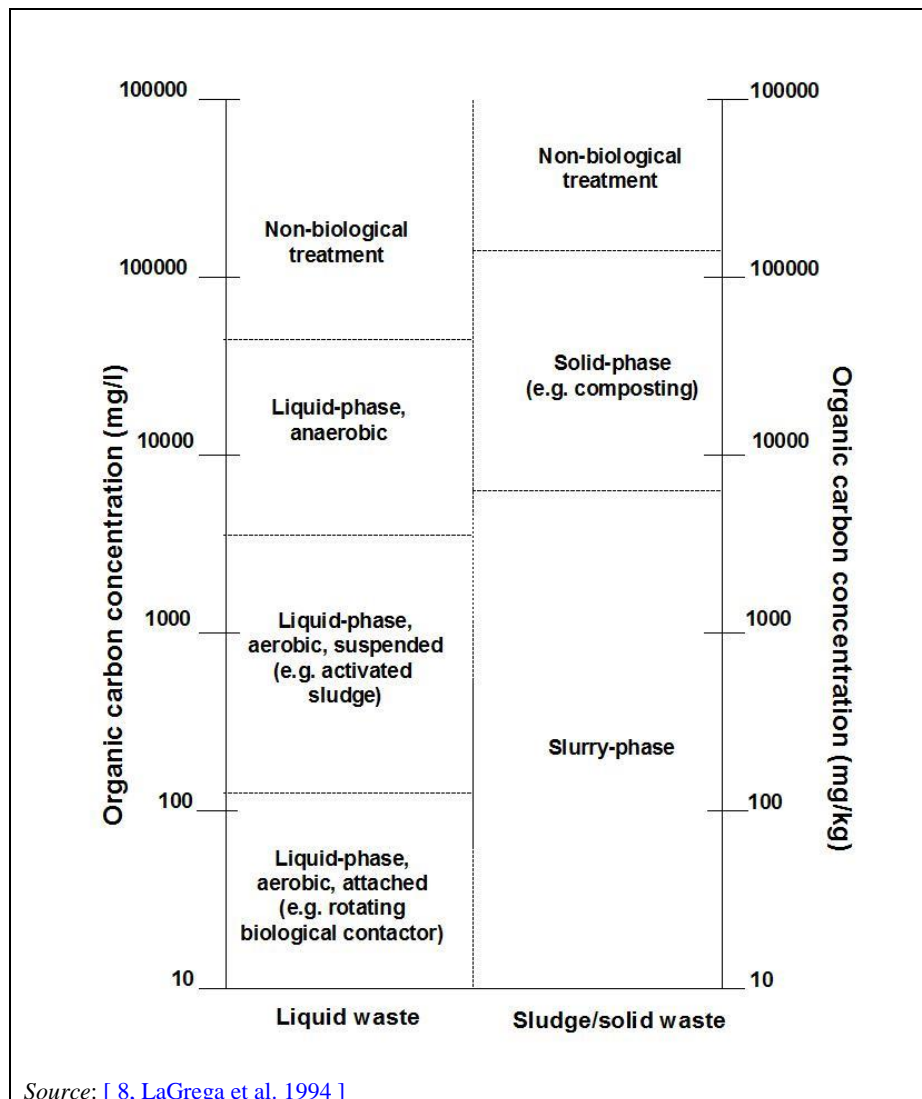 100000
100000
10000
1000
100
10
Organic carbon concentration (mg/l)
Non-biological
treatment
Liquid-phase,
anaerobic
Liquid-phase,
aerobic, suspended
(e.g. activated
sludge)
Liquid-phase,
aerobic, attached
(e.g. rotating
biological contactor)
Liquid waste
Non-biological
treatment
Solid-phase
(e.g. composting)
Slurry-phase
Sludge/solid waste
100000
100000
10000
1000
100
10
Organic carbon concentration (mg/kg)
Source: [ 8, LaGrega et al. 1994 ]